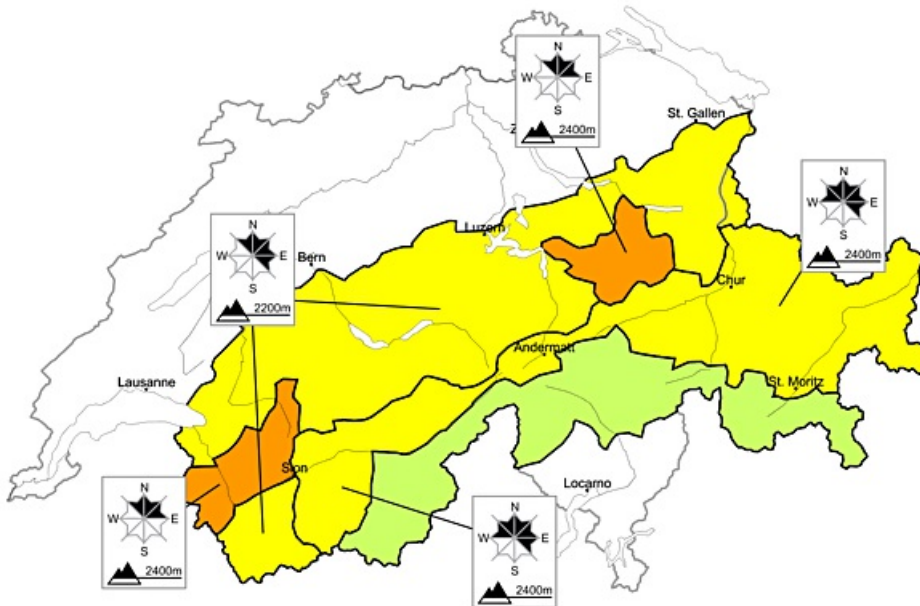 N
W E
S
2400m
Z
St. Gallen
N
W E
S
2400m
N
W E
S
2200m
Luzern
Bern
Chur
Andermatt
Lausanne
St. Moritz
Sion
Locarno
N
W E
S
2400m
N
W E
S
2400m